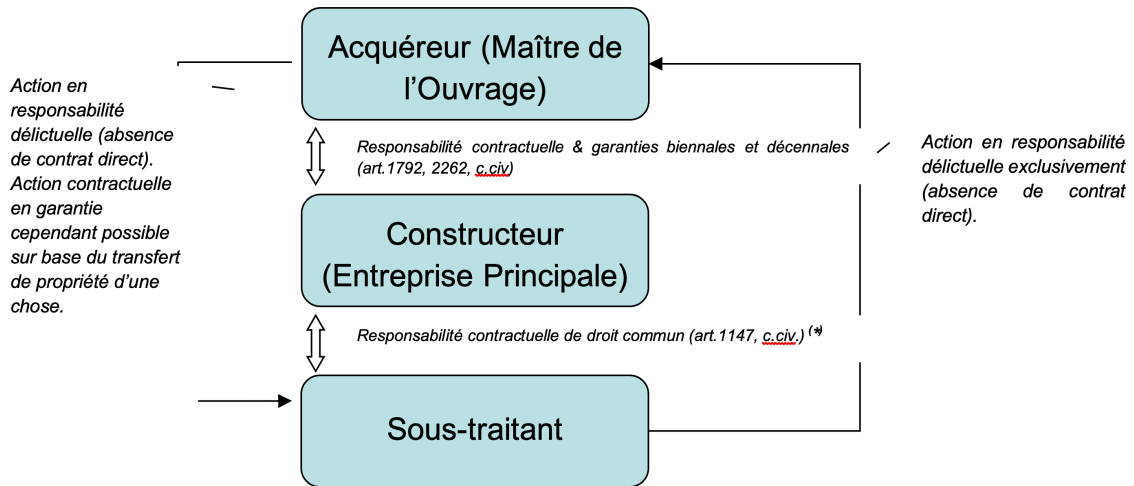 Acquéreur (Maître de
l'Ouvrage)
Action en
responsabilité
délictuelle (absence
de contrat direct).
Action contractuelle
en garantie
cependant possible
sur base du transfert
de propriété d'une
chose.
Responsabilité contractuelle & garanties biennales et décennales
(art.1792, 2262, c.civ)
Action en responsabilité
délictuelle exclusivement
(absence de contrat
direct).
Constructeur
(Entreprise Principale)
Responsabilité contractuelle de droit commun (art.1147, c.civ.) (*)
Sous-traitant